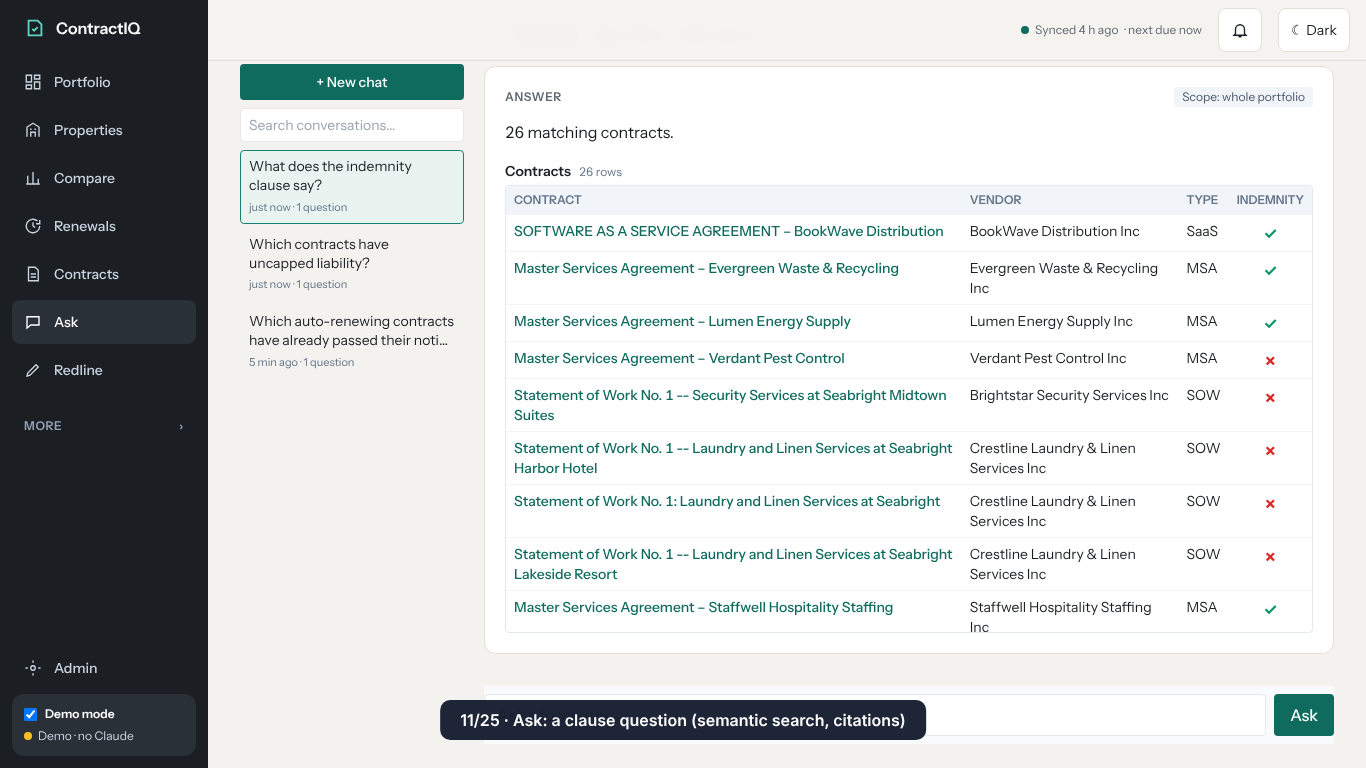 ContractIQ
Portfolio
Properties
Compare
Renewals
Contracts
Ask
Redline
MORE ›
Admin
Demo mode
Demo · no Claude
Synced 4 h ago · next due now
☾ Dark
+ New chat
Search conversations...
What does the indemnity
clause say?
just now · 1 question
Which contracts have
uncapped liability?
just now · 1 question
Which auto-renewing contracts
have already passed their noti...
5 min ago · 1 question
ANSWER
Scope: whole portfolio
26 matching contracts.
Contracts 26 rows
CONTRACT VENDOR TYPE INDEMNITY
SOFTWARE AS A SERVICE AGREEMENT – BookWave Distribution BookWave Distribution Inc SaaS ✓
Master Services Agreement – Evergreen Waste & Recycling Evergreen Waste & Recycling MSA ✓
Inc
Master Services Agreement – Lumen Energy Supply Lumen Energy Supply Inc MSA ✓
Master Services Agreement – Verdant Pest Control Verdant Pest Control Inc MSA ×
Statement of Work No. 1 -- Security Services at Seabright Midtown Brightstar Security Services Inc SOW ×
Suites
Statement of Work No. 1 -- Laundry and Linen Services at Seabright Crestline Laundry & Linen SOW ×
Harbor Hotel Services Inc
Statement of Work No. 1: Laundry and Linen Services at Seabright Crestline Laundry & Linen SOW ×
Services Inc
Statement of Work No. 1 -- Laundry and Linen Services at Seabright Crestline Laundry & Linen SOW ×
Lakeside Resort Services Inc
Master Services Agreement – Staffwell Hospitality Staffing Staffwell Hospitality Staffing MSA ✓
Inc
11/25 · Ask: a clause question (semantic search, citations)
Ask